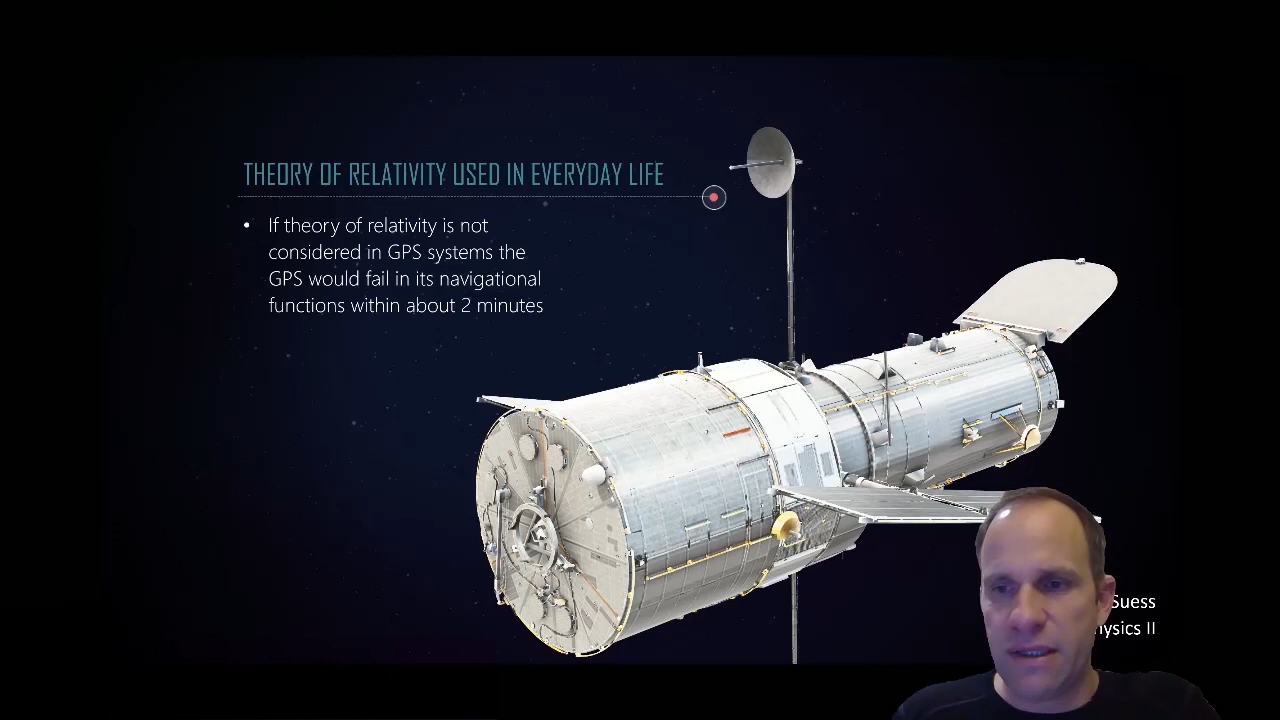 THEORY OF RELATIVITY USED IN EVERYDAY LIFE
• If theory of relativity is not
considered in GPS systems the
GPS would fail in its navigational
functions within about 2 minutes
Suess
II